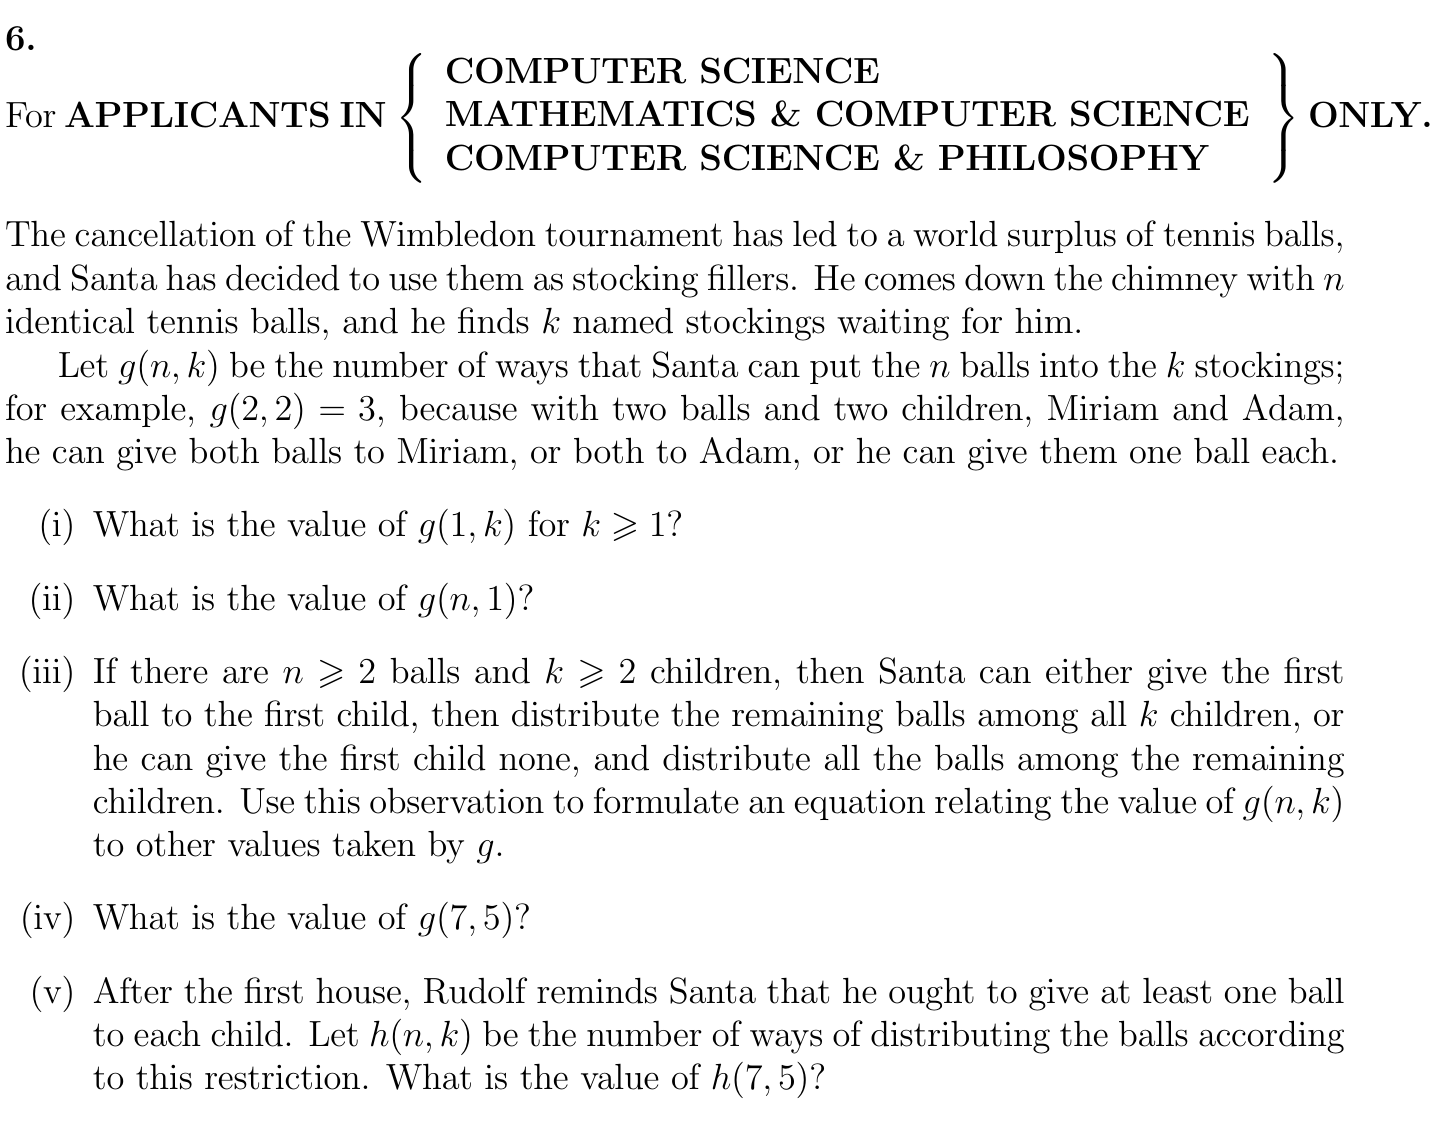 6.
For APPLICANTS IN { COMPUTER SCIENCE
MATHEMATICS & COMPUTER SCIENCE
COMPUTER SCIENCE & PHILOSOPHY } ONLY.
The cancellation of the Wimbledon tournament has led to a world surplus of tennis balls,
and Santa has decided to use them as stocking fillers. He comes down the chimney with n
identical tennis balls, and he finds k named stockings waiting for him.
Let g(n, k) be the number of ways that Santa can put the n balls into the k stockings;
for example, g(2, 2) = 3, because with two balls and two children, Miriam and Adam,
he can give both balls to Miriam, or both to Adam, or he can give them one ball each.
(i) What is the value of g(1, k) for k ⩾ 1?
(ii) What is the value of g(n, 1)?
(iii) If there are n ⩾ 2 balls and k ⩾ 2 children, then Santa can either give the first
ball to the first child, then distribute the remaining balls among all k children, or
he can give the first child none, and distribute all the balls among the remaining
children. Use this observation to formulate an equation relating the value of g(n, k)
to other values taken by g.
(iv) What is the value of g(7, 5)?
(v) After the first house, Rudolf reminds Santa that he ought to give at least one ball
to each child. Let h(n, k) be the number of ways of distributing the balls according
to this restriction. What is the value of h(7, 5)?